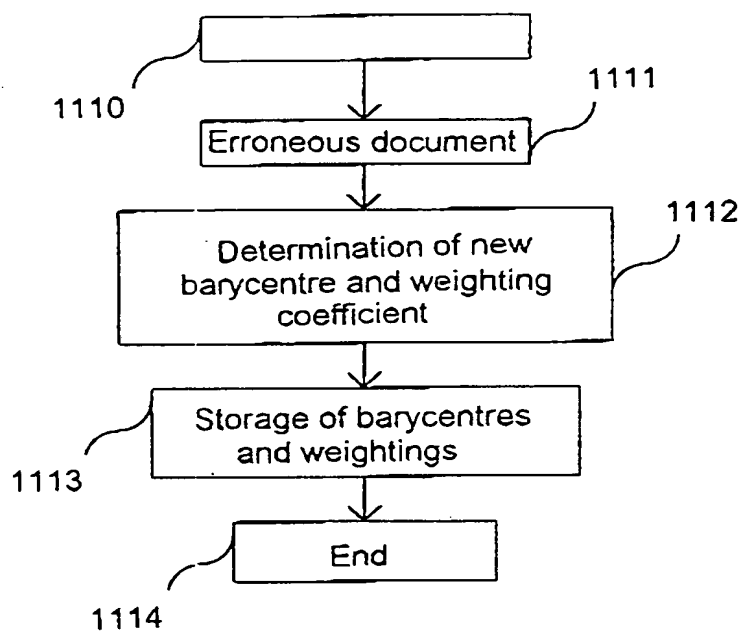 1110
1111
Erroneous document
1112
Determination of new
barycentre and weighting
coefficient
Storage of barycentres
and weightings
1113
End
1114